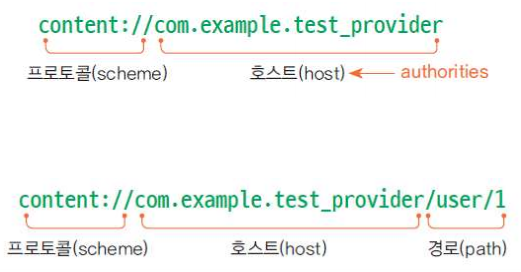 content://com.example.test_provider
프로토콜(scheme) 호스트(host) authorities
content://com.example.test_provider/user/1
프로토콜(scheme) 호스트(host) 경로(path)